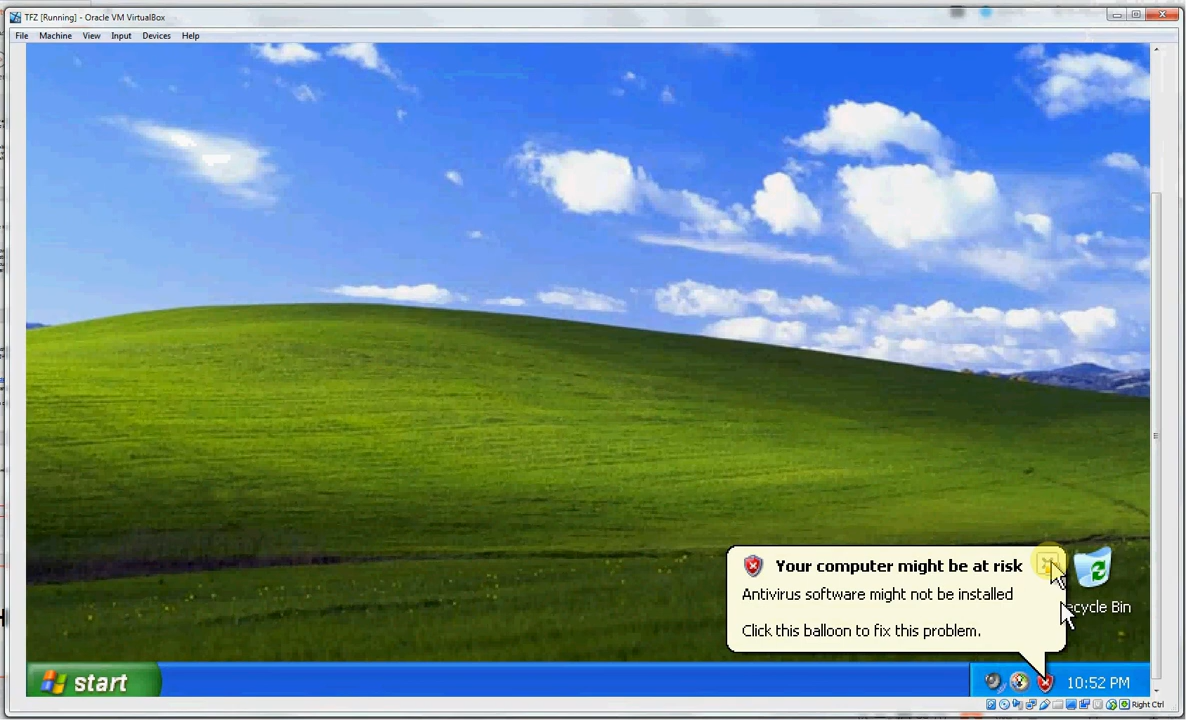 TFZ [Running] - Oracle VM VirtualBox
File Machine View Input Devices Help
Your computer might be at risk
Antivirus software might not be installed
Click this balloon to fix this problem.
ecycle Bin
start
10:52 PM
Right Ctrl